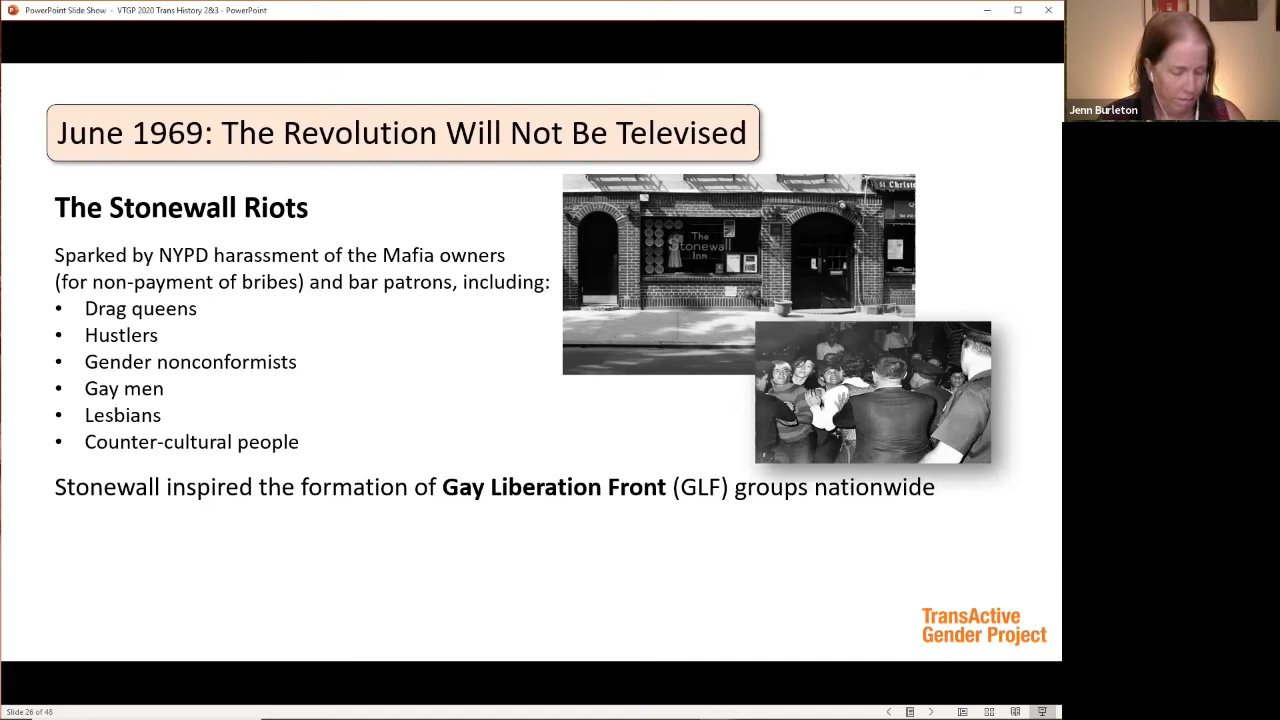 PowerPoint Slide Show - VTGP 2020 Trans History 2&3 - PowerPoint
Jenn Burleton
June 1969: The Revolution Will Not Be Televised
The Stonewall Riots
Sparked by NYPD harassment of the Mafia owners
(for non-payment of bribes) and bar patrons, including:
• Drag queens
• Hustlers
• Gender nonconformists
• Gay men
• Lesbians
• Counter-cultural people
The
Stonewall
Inn
Stonewall inspired the formation of Gay Liberation Front (GLF) groups nationwide
TransActive
Gender Project
Slide 26 of 48